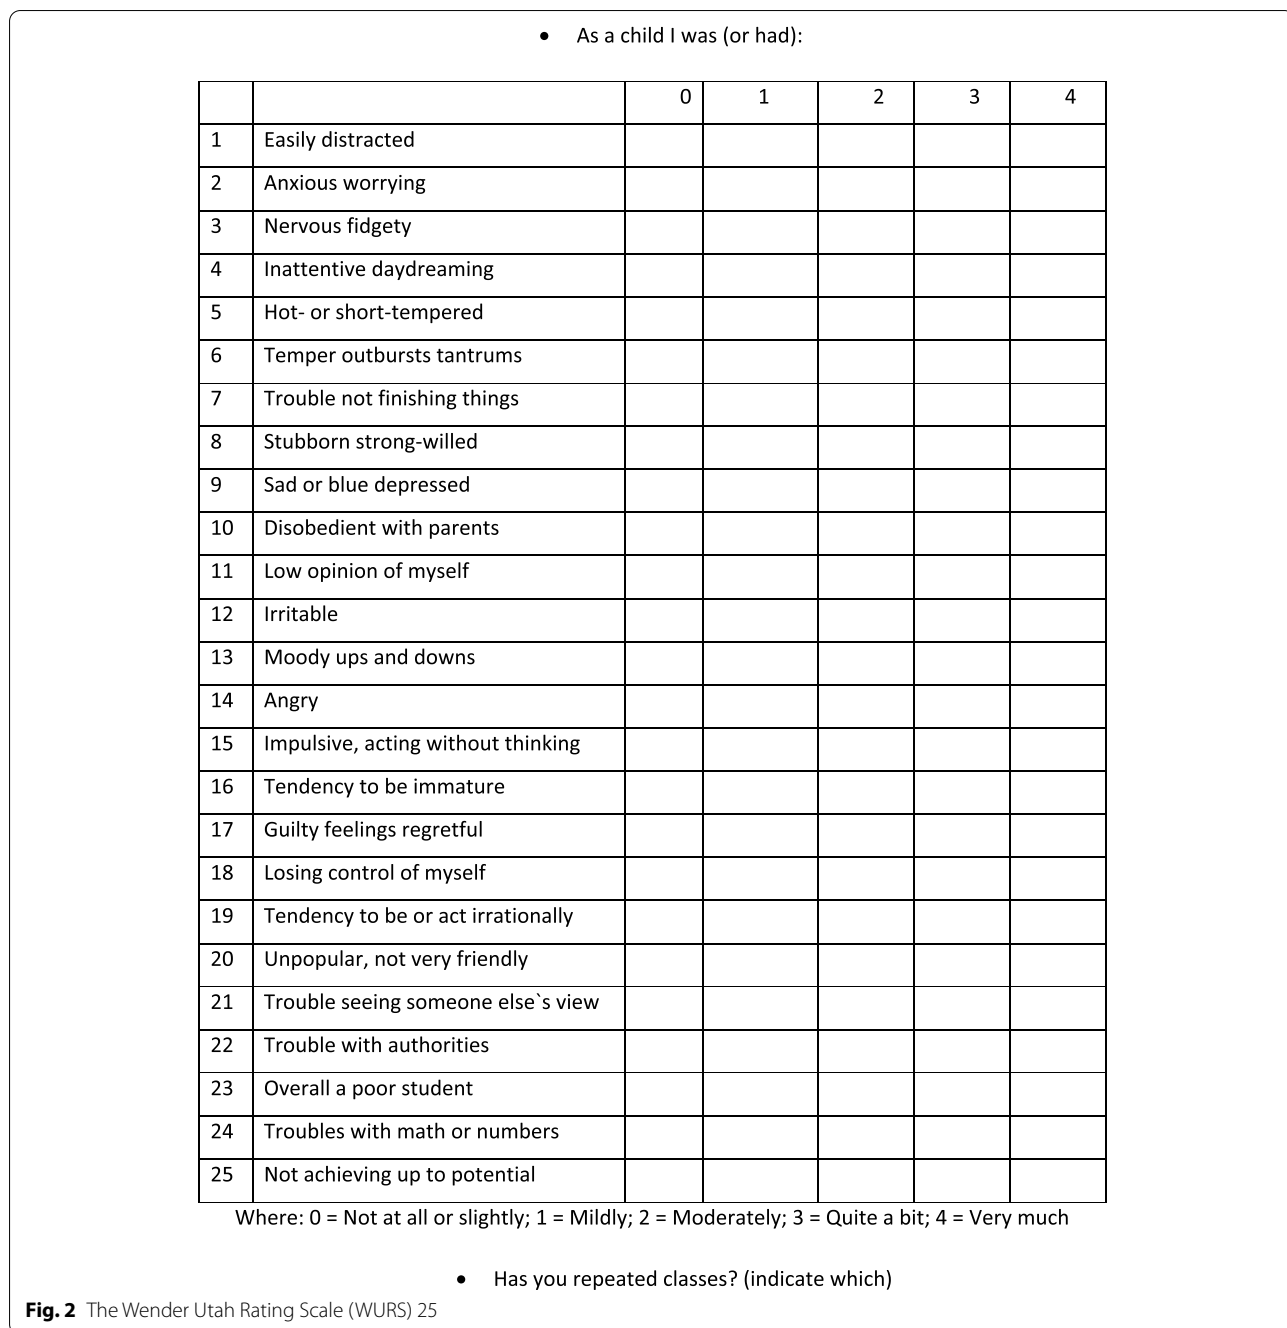 • As a child I was (or had):
0 1 2 3 4
1 Easily distracted
2 Anxious worrying
3 Nervous fidgety
4 Inattentive daydreaming
5 Hot- or short-tempered
6 Temper outbursts tantrums
7 Trouble not finishing things
8 Stubborn strong-willed
9 Sad or blue depressed
10 Disobedient with parents
11 Low opinion of myself
12 Irritable
13 Moody ups and downs
14 Angry
15 Impulsive, acting without thinking
16 Tendency to be immature
17 Guilty feelings regretful
18 Losing control of myself
19 Tendency to be or act irrationally
20 Unpopular, not very friendly
21 Trouble seeing someone else`s view
22 Trouble with authorities
23 Overall a poor student
24 Troubles with math or numbers
25 Not achieving up to potential
Where: 0 = Not at all or slightly; 1 = Mildly; 2 = Moderately; 3 = Quite a bit; 4 = Very much
• Has you repeated classes? (indicate which)
Fig. 2 The Wender Utah Rating Scale (WURS) 25